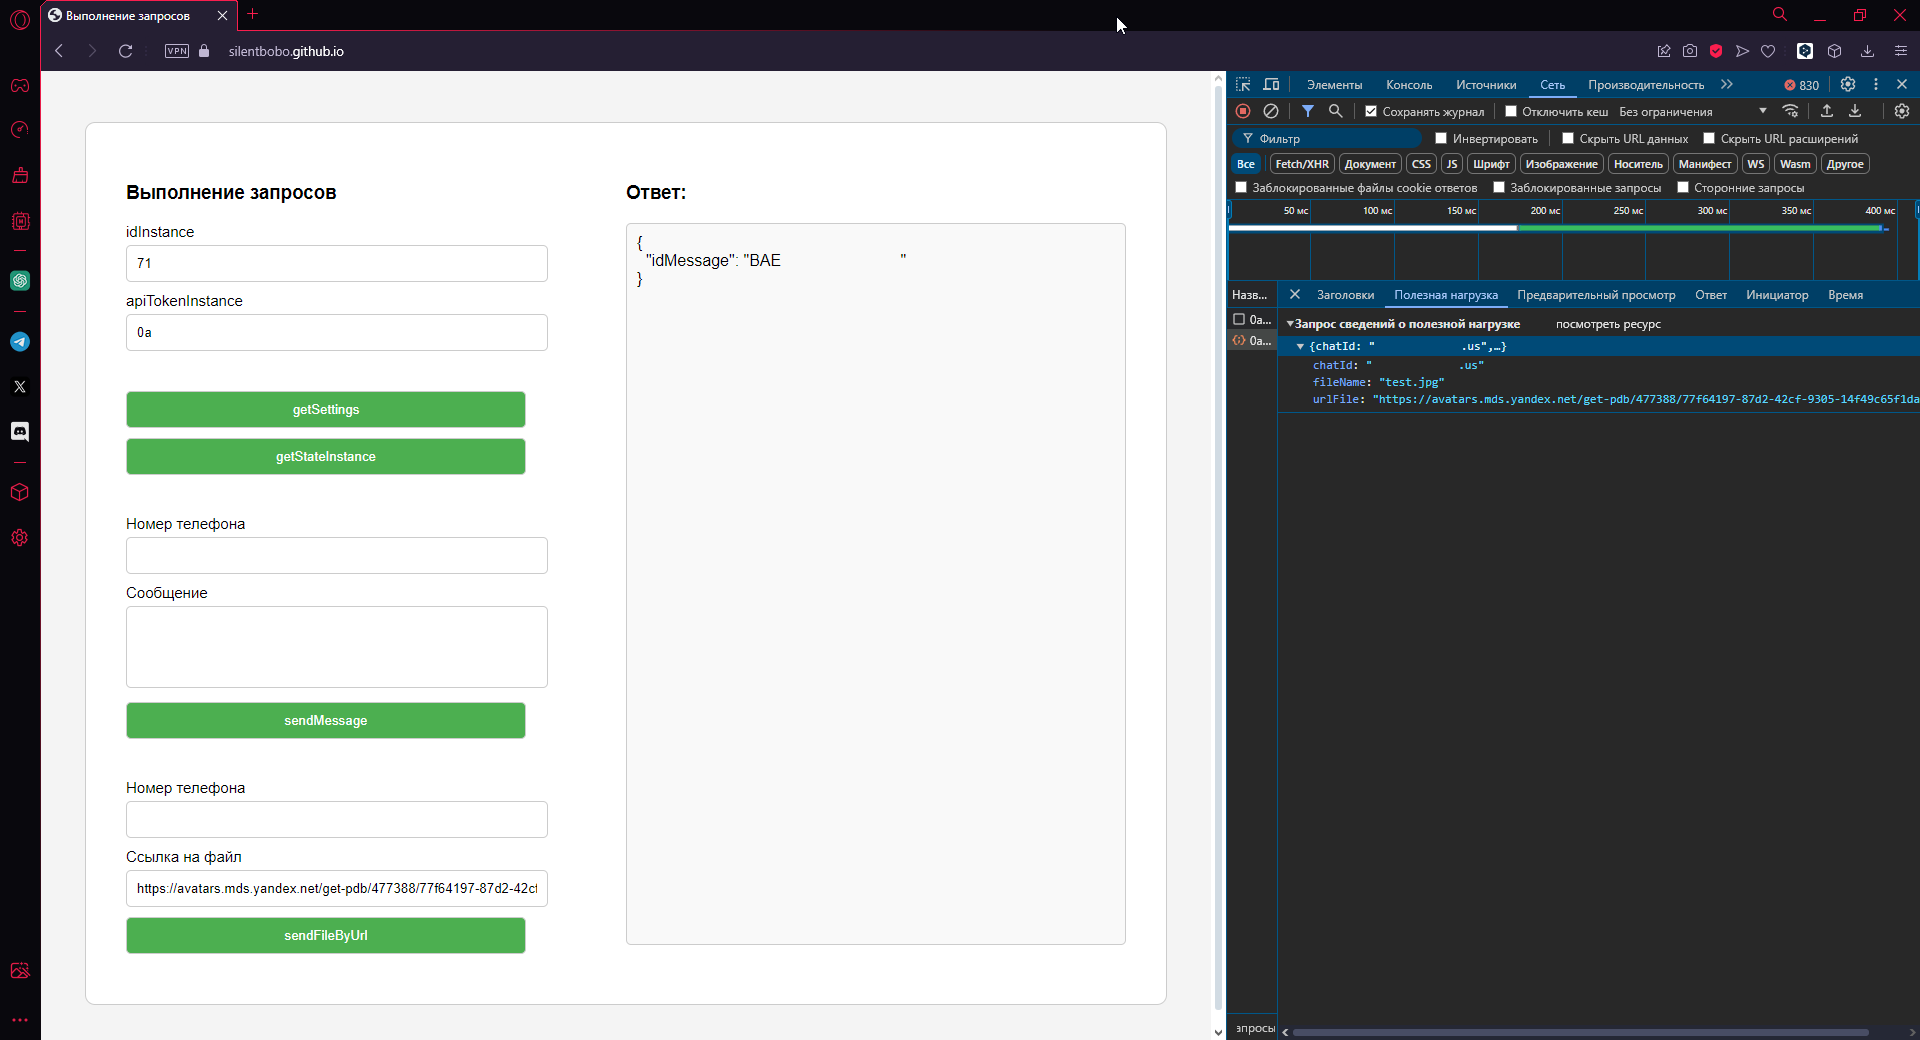 Выполнение запросов
VPN
silentbobo.github.io
Выполнение запросов
idInstance
71
apiTokenInstance
0a
getSettings
getStateInstance
Номер телефона
Сообщение
sendMessage
Номер телефона
Ссылка на файл
https://avatars.mds.yandex.net/get-pdb/477388/77f64197-87d2-42cf
sendFileByUrl
Ответ:
{
"idMessage": "BAE "
}
Элементы Консоль Источники Сеть Производительность 830
Сохранять журнал Отключить кеш Без ограничения
Фильтр Инвертировать Скрыть URL данных Скрыть URL расширений
Все Fetch/XHR Документ CSS JS Шрифт Изображение Носитель Манифест WS Wasm Другое
Заблокированные файлы cookie ответов Заблокированные запросы Сторонние запросы
50 мс 100 мс 150 мс 200 мс 250 мс 300 мс 350 мс 400 мс
Назв... Заголовки Полезная нагрузка Предварительный просмотр Ответ Инициатор Время
0a...
0a...
Запрос сведений о полезной нагрузке посмотреть ресурс
{chatId: " .us",…}
chatId: " .us"
fileName: "test.jpg"
urlFile: "https://avatars.mds.yandex.net/get-pdb/477388/77f64197-87d2-42cf-9305-14f49c65f1da
апросы